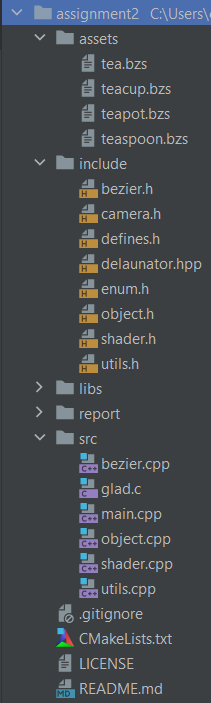 assignment2 C:\Users\
assets
tea.bzs
teacup.bzs
teapot.bzs
teaspoon.bzs
include
bezier.h
camera.h
defines.h
delaunator.hpp
enum.h
object.h
shader.h
utils.h
libs
report
src
bezier.cpp
glad.c
main.cpp
object.cpp
shader.cpp
utils.cpp
.gitignore
CMakeLists.txt
LICENSE
README.md